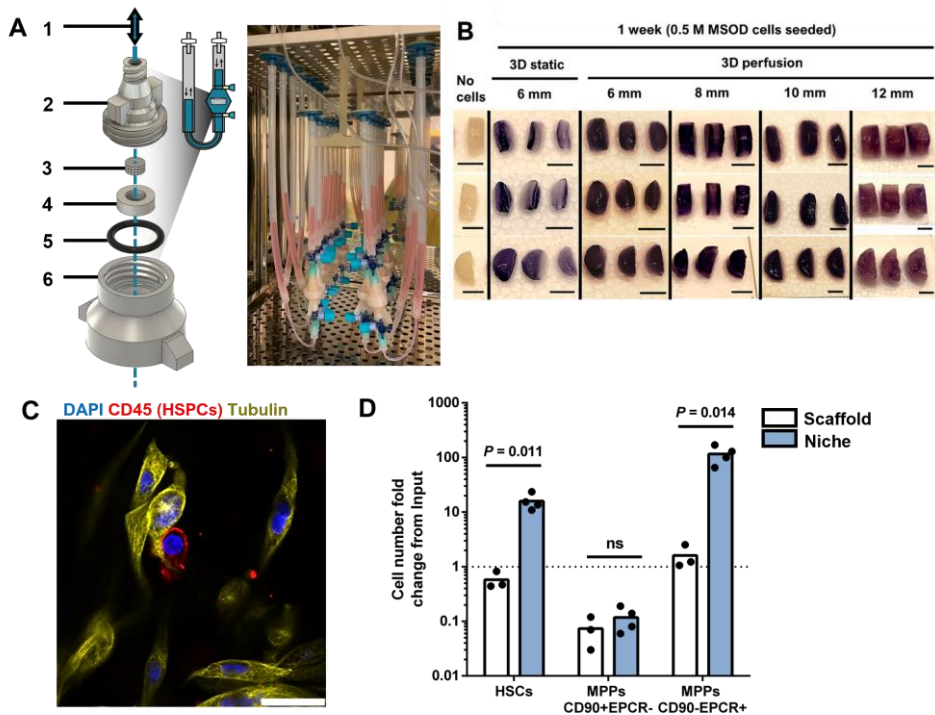 A
1
2
3
4
5
6
B
1 week (0.5 M MSOD cells seeded)
3D static
3D perfusion
No
cells
6 mm
6 mm
8 mm
10 mm
12 mm
C
DAPI CD45 (HSPCs) Tubulin
D
Cell number fold
change from Input
1000
100
10
1
0.1
0.01
P = 0.011
ns
P = 0.014
Scaffold
Niche
HSCs
MPPs
CD90+EPCR-
MPPs
CD90-EPCR+